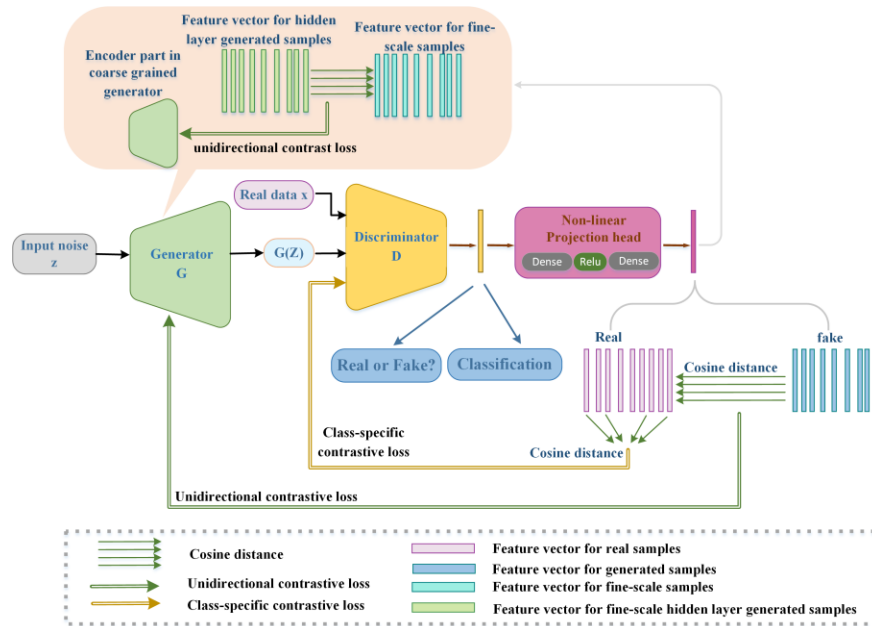 Feature vector for hidden
layer generated samples
Feature vector for fine-
scale samples
Encoder part in
coarse grained
generator
unidirectional contrast loss
Real data x
Input noise
z
Generator
G
G(Z)
Discriminator
D
Non-linear
Projection head
Dense
Relu
Dense
Real or Fake?
Classification
Real
fake
Cosine distance
Class-specific
contrastive loss
Cosine distance
Unidirectional contrastive loss
Cosine distance
Unidirectional contrastive loss
Class-specific contrastive loss
Feature vector for real samples
Feature vector for generated samples
Feature vector for fine-scale samples
Feature vector for fine-scale hidden layer generated samples